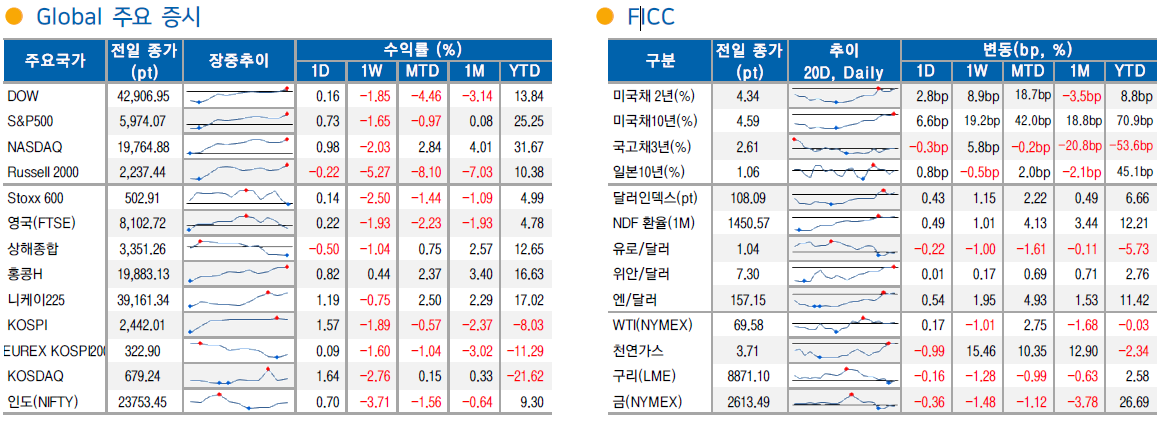 Global 주요 증시
주요국가 전일 종가 (pt) 장중추이 수익률 (%)
1D 1W MTD 1M YTD
DOW 42,906.95 0.16 -1.85 -4.46 -3.14 13.84
S&P500 5,974.07 0.73 -1.65 -0.97 0.08 25.25
NASDAQ 19,764.88 0.98 -2.03 2.84 4.01 31.67
Russell 2000 2,237.44 -0.22 -5.27 -8.10 -7.03 10.38
Stoxx 600 502.91 0.14 -2.50 -1.44 -1.09 4.99
영국(FTSE) 8,102.72 0.22 -1.93 -2.23 -1.93 4.78
상해종합 3,351.26 -0.50 -1.04 0.75 2.57 12.65
홍콩H 19,883.13 0.82 0.44 2.37 3.40 16.63
니케이225 39,161.34 1.19 -0.75 2.50 2.29 17.02
KOSPI 2,442.01 1.57 -1.89 -0.57 -2.37 -8.03
EUREX KOSPI200 322.90 0.09 -1.60 -1.04 -3.02 -11.29
KOSDAQ 679.24 1.64 -2.76 0.15 0.33 -21.62
인도(NIFTY) 23753.45 0.70 -3.71 -1.56 -0.64 9.30
FICC
구분 전일 종가 (pt) 추이 20D, Daily 변동(bp, %)
1D 1W MTD 1M YTD
미국채 2년(%) 4.34 2.8bp 8.9bp 18.7bp -3.5bp 8.8bp
미국채10년(%) 4.59 6.6bp 19.2bp 42.0bp 18.8bp 70.9bp
국고채3년(%) 2.61 -0.3bp 5.8bp -0.2bp -20.8bp -53.6bp
일본10년(%) 1.06 0.8bp -0.5bp 2.0bp -2.1bp 45.1bp
달러인덱스(pt) 108.09 0.43 1.15 2.22 0.49 6.66
NDF 환율(1M) 1450.57 0.49 1.01 4.13 3.44 12.21
유로/달러 1.04 -0.22 -1.00 -1.61 -0.11 -5.73
위안/달러 7.30 0.01 0.17 0.69 0.71 2.76
엔/달러 157.15 0.54 1.95 4.93 1.53 11.42
WTI(NYMEX) 69.58 0.17 -1.01 2.75 -1.68 -0.03
천연가스 3.71 -0.99 15.46 10.35 12.90 -2.34
구리(LME) 8871.10 -0.16 -1.28 -0.99 -0.63 2.58
금(NYMEX) 2613.49 -0.36 -1.48 -1.12 -3.78 26.69